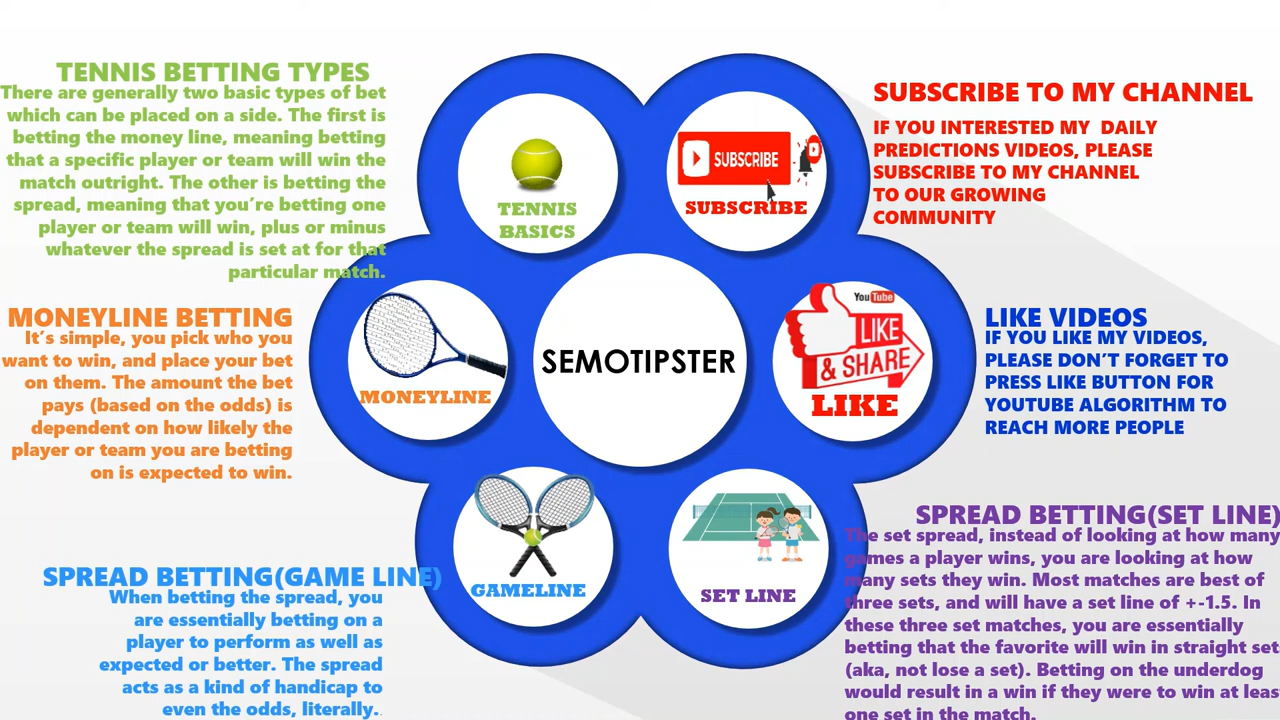 TENNIS BETTING TYPES
There are generally two basic types of bet
which can be placed on a side. The first is
betting the money line, meaning betting
that a specific player or team will win the
match outright. The other is betting the
spread, meaning that you're betting one
player or team will win, plus or minus
whatever the spread is set at for that
particular match.
MONEYLINE BETTING
It's simple, you pick who you
want to win, and place your bet
on them. The amount the bet
pays (based on the odds) is
dependent on how likely the
player or team you are betting
on is expected to win.
SPREAD BETTING(GAME LINE)
When betting the spread, you
are essentially betting on a
player to perform as well as
expected or better. The spread
acts as a kind of handicap to
even the odds, literally..
TENNIS
BASICS
SUBSCRIBE
SUBSCRIBE
MONEYLINE
SEMOTIPSTER
YouTube
LIKE
& SHARE
LIKE
GAMELINE
SET LINE
SUBSCRIBE TO MY CHANNEL
IF YOU INTERESTED MY DAILY
PREDICTIONS VIDEOS, PLEASE
SUBSCRIBE TO MY CHANNEL
TO OUR GROWING
COMMUNITY
LIKE VIDEOS
IF YOU LIKE MY VIDEOS,
PLEASE DON'T FORGET TO
PRESS LIKE BUTTON FOR
YOUTUBE ALGORITHM TO
REACH MORE PEOPLE
SPREAD BETTING(SET LINE)
The set spread, instead of looking at how many
games a player wins, you are looking at how
many sets they win. Most matches are best of
three sets, and will have a set line of +-1.5. In
these three set matches, you are essentially
betting that the favorite will win in straight set
(aka, not lose a set). Betting on the underdog
would result in a win if they were to win at leas
one set in the match.